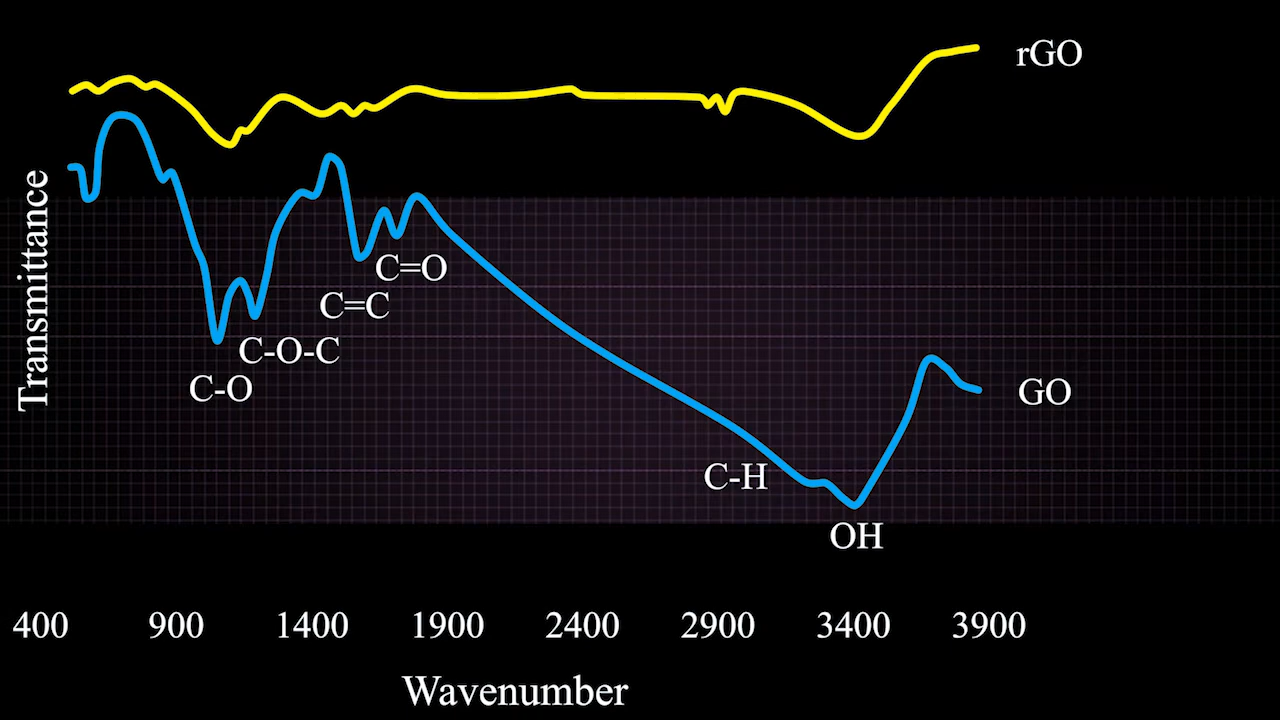 rGO
Transmittance
C=O
C=C
C-O-C
C-O
GO
C-H
OH
400 900 1400 1900 2400 2900 3400 3900
Wavenumber